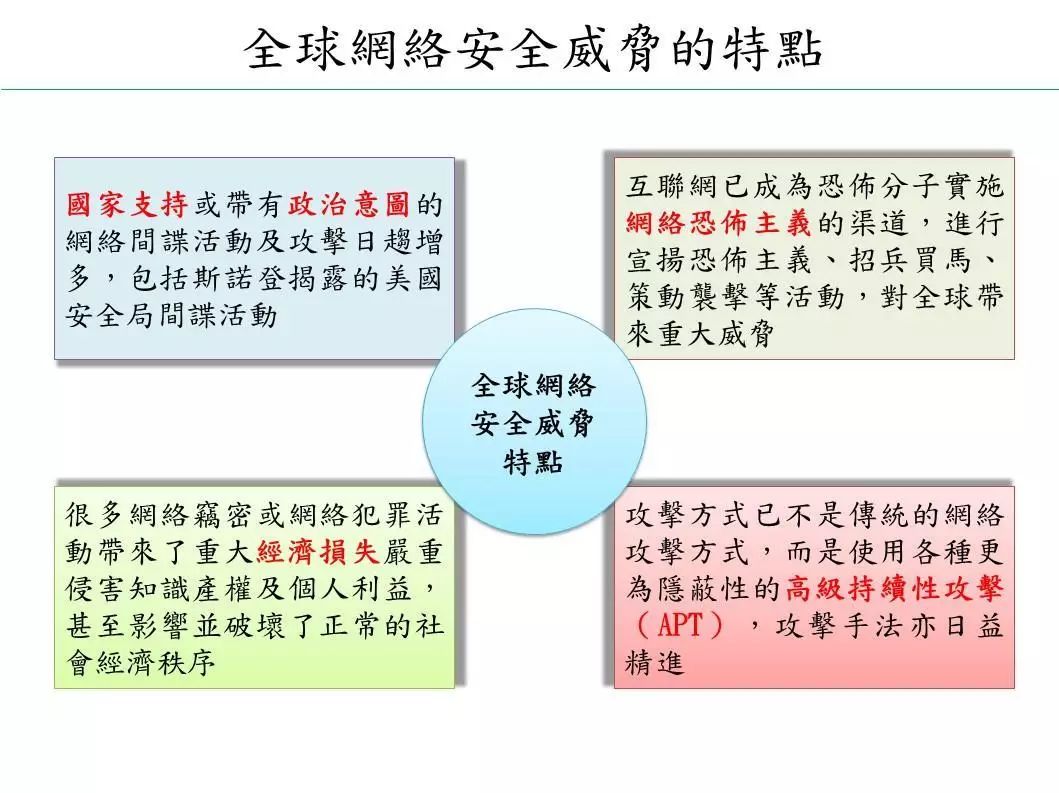 全球網絡安全威脅的特點
國家支持或帶有政治意圖的
網絡間諜活動及攻擊日趨增
多，包括斯諾登揭露的美國
安全局間諜活動
互聯網已成為恐佈分子實施
網絡恐佈主義的渠道，進行
宣揚恐佈主義、招兵買馬、
策動襲擊等活動，對全球帶
來重大威脅
全球網絡
安全威脅
特點
很多網絡竊密或網絡犯罪活
動帶來了重大經濟損失嚴重
侵害知識產權及個人利益，
甚至影響並破壞了正常的社
會經濟秩序
攻擊方式已不是傳統的網絡
攻擊方式，而是使用各種更
為隱蔽性的高級持續性攻擊
（APT），攻擊手法亦日益
精進